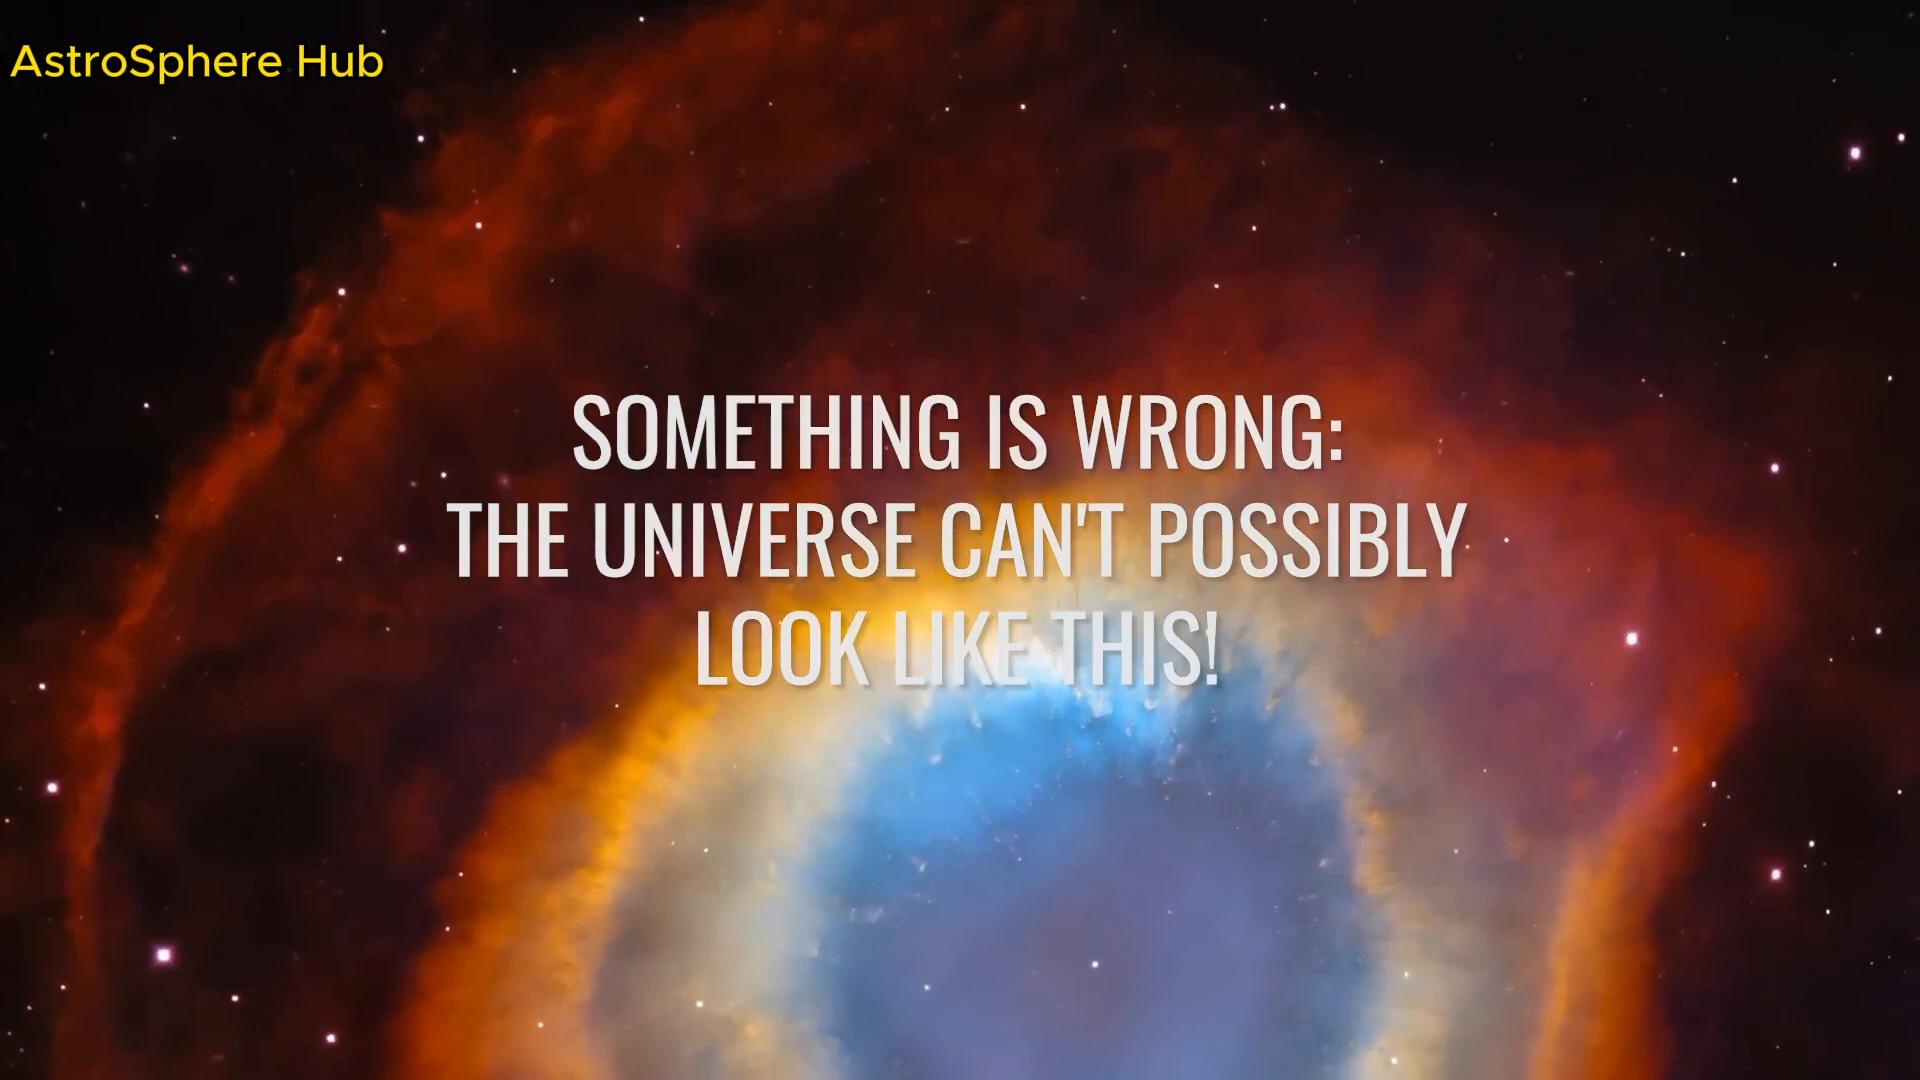 AstroSphere Hub
SOMETHING IS WRONG:
THE UNIVERSE CAN'T POSSIBLY
LOOK LIKE THIS!